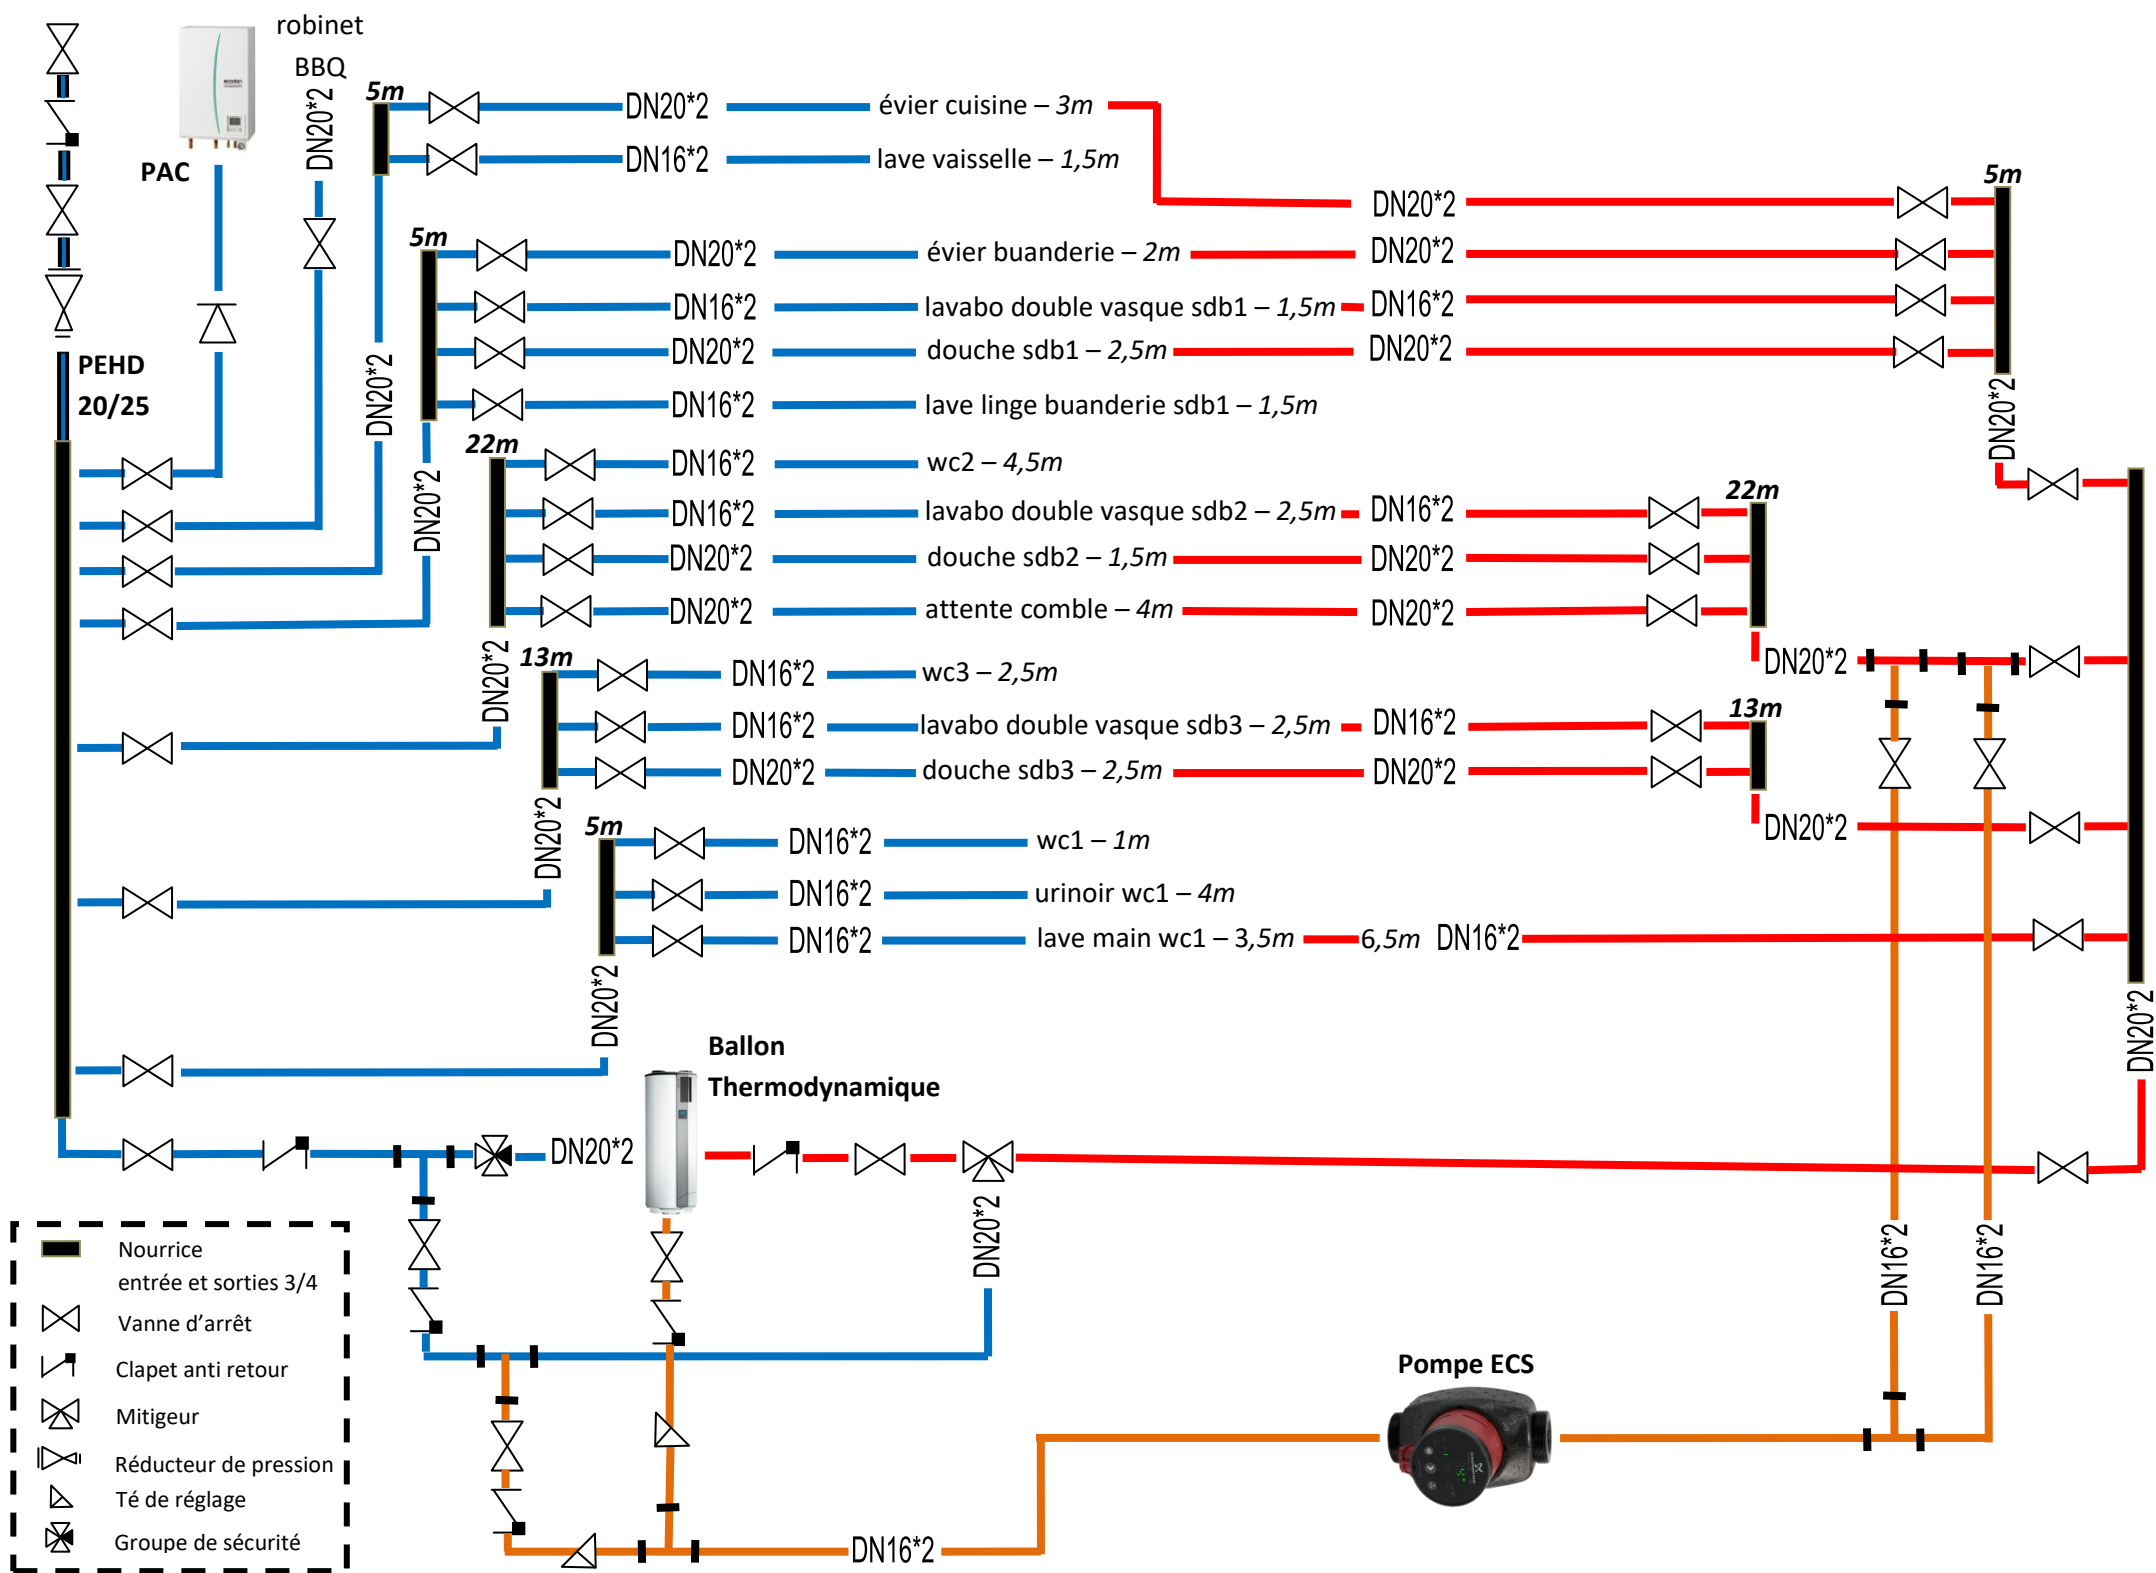 robinet
BBQ
DN20*2
PAC
PEHD
20/25
5m
DN20*2
évier cuisine – 3m
DN16*2
lave vaisselle – 1,5m
DN20*2
5m
DN20*2
5m
DN20*2
évier buanderie – 2m
DN20*2
DN16*2
lavabo double vasque sdb1 – 1,5m
DN16*2
DN20*2
douche sdb1 – 2,5m
DN20*2
DN16*2
lave linge buanderie sdb1 – 1,5m
DN20*2
DN20*2
DN20*2
22m
DN16*2
wc2 – 4,5m
DN16*2
lavabo double vasque sdb2 – 2,5m
DN16*2
22m
DN20*2
douche sdb2 – 1,5m
DN20*2
DN20*2
attente comble – 4m
DN20*2
DN20*2
DN20*2
13m
DN16*2
wc3 – 2,5m
DN16*2
lavabo double vasque sdb3 – 2,5m
DN16*2
13m
DN20*2
douche sdb3 – 2,5m
DN20*2
DN20*2
DN20*2
5m
DN16*2
wc1 – 1m
DN16*2
urinoir wc1 – 4m
DN16*2
lave main wc1 – 3,5m
6,5m DN16*2
DN20*2
DN20*2
Ballon
Thermodynamique
DN20*2
DN20*2
DN16*2
DN16*2
Pompe ECS
DN16*2
Nourrice
entrée et sorties 3/4
Vanne d'arrêt
Clapet anti retour
Mitigeur
Réducteur de pression
Té de réglage
Groupe de sécurité